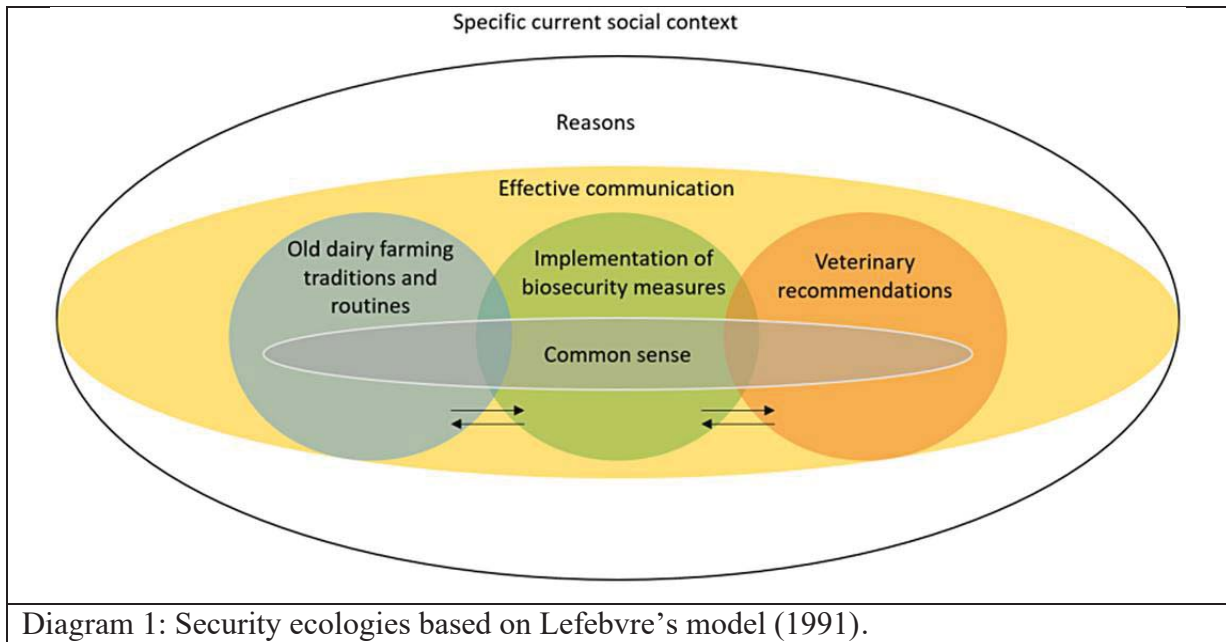 Specific current social context
Reasons
Effective communication
Old dairy farming
traditions and
routines
Implementation of
biosecurity measures
Veterinary
recommendations
Common sense
Diagram 1: Security ecologies based on Lefebvre’s model (1991).